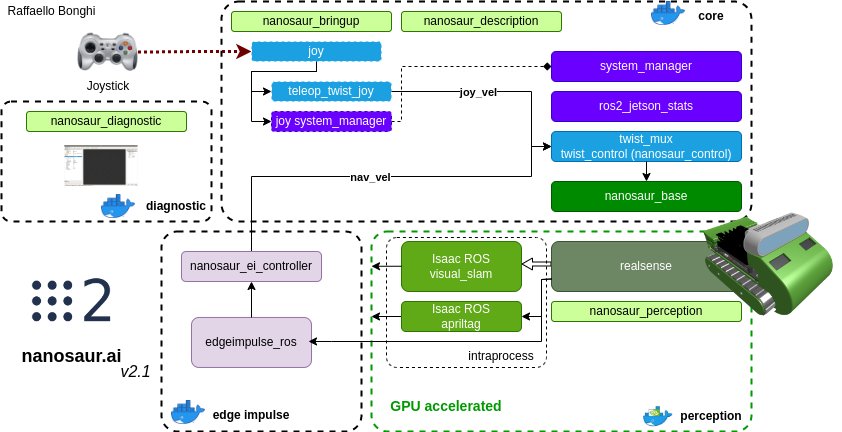 Raffaello Bonghi
Joystick
nanosaur_bringup
nanosaur_description
core
joy
teleop_twist_joy
joy system_manager
joy_vel
nav_vel
system_manager
ros2_jetson_stats
twist_mux
twist_control (nanosaur_control)
nanosaur_base
nanosaur_diagnostic
diagnostic
nanosaur_ei_controller
edgeimpulse_ros
edge impulse
Isaac ROS
visual_slam
Isaac ROS
apriltag
intraprocess
realsense
nanosaur_perception
GPU accelerated
perception
2
nanosaur.ai
v2.1